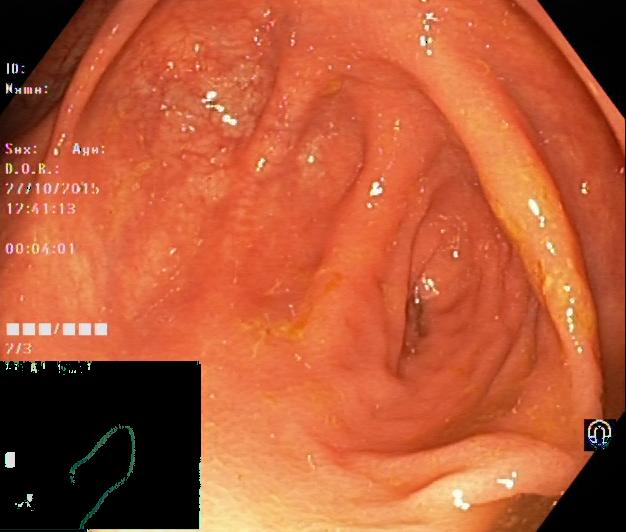 ID:
Name:
Sex: Age:
D.O.B.:
27/10/2015
12:41:13
00:04:01
■■■/■■■
2/3